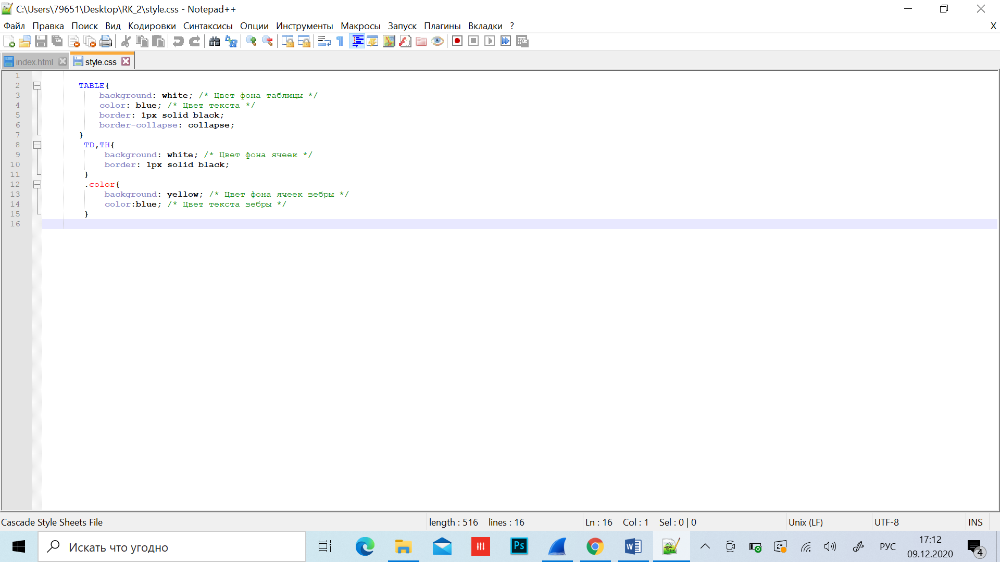 C:\Users\79651\Desktop\RK_2\style.css - Notepad++
Файл Правка Поиск Вид Кодировки Синтаксисы Опции Инструменты Макросы Запуск Плагины Вкладки ? X
index.html style.css
1
2 TABLE{
3 background: white; /* Цвет фона таблицы */
4 color: blue; /* Цвет текста */
5 border: 1px solid black;
6 border-collapse: collapse;
7 }
8 TD,TH{
9 background: white; /* Цвет фона ячеек */
10 border: 1px solid black;
11 }
12 .color{
13 background: yellow; /* Цвет фона ячеек зебры */
14 color:blue; /* Цвет текста зебры */
15 }
16
Cascade Style Sheets File length : 516 lines : 16 Ln : 16 Col : 1 Sel : 0 | 0 Unix (LF) UTF-8 INS
Искать что угодно Ps W РУС 17:12
09.12.2020 4